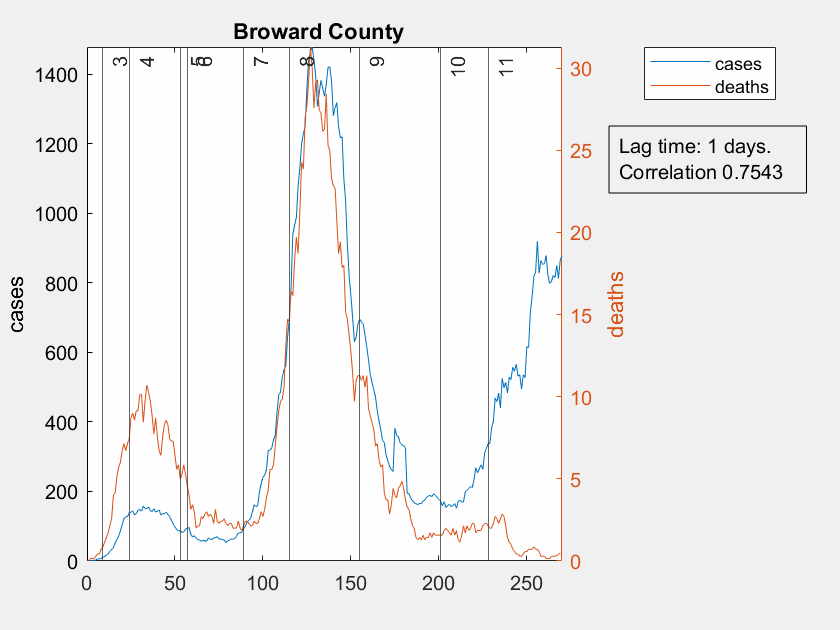 Broward County
3 4 5 6 7 8 9 10 11
cases
deaths
Lag time: 1 days.
Correlation 0.7543
1400
1200
1000
800
600
400
200
0
cases
30
25
20
15
10
5
0
deaths
0 50 100 150 200 250